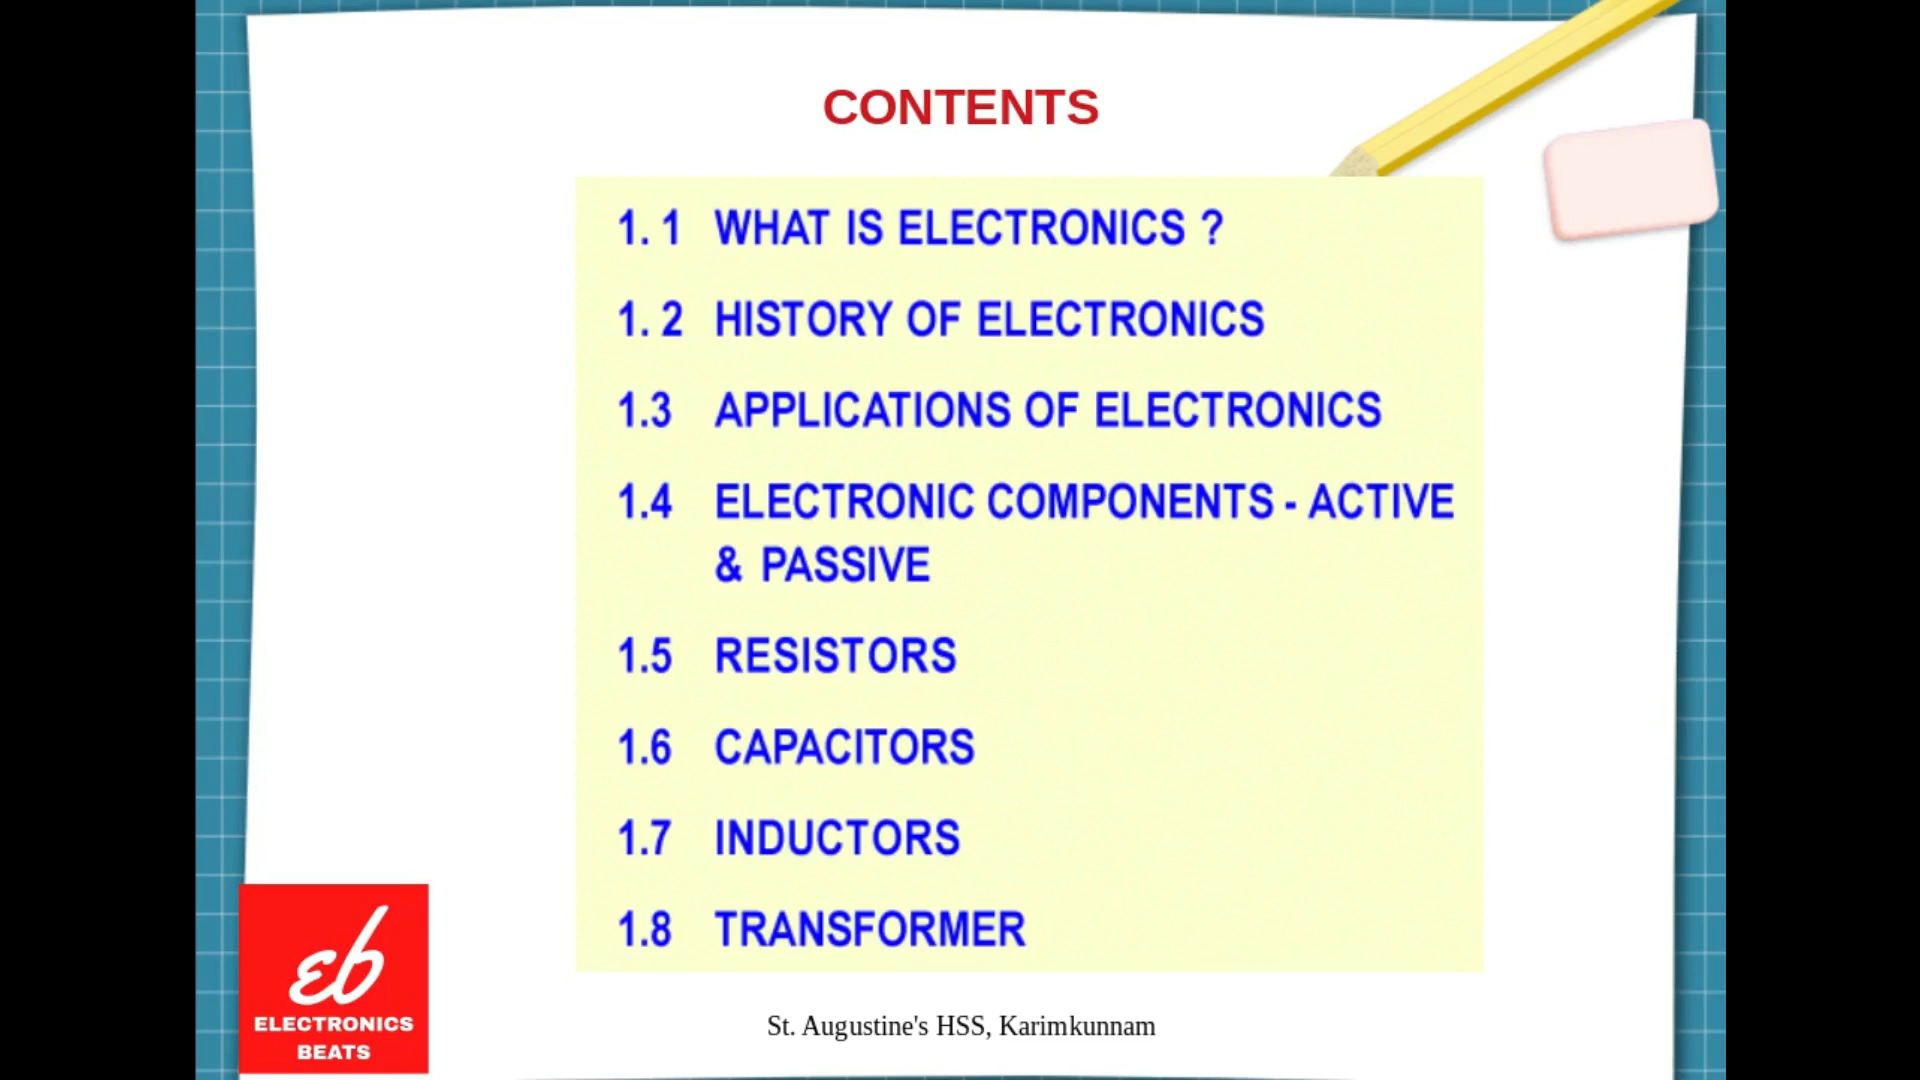 CONTENTS
1. 1 WHAT IS ELECTRONICS ?
1. 2 HISTORY OF ELECTRONICS
1.3 APPLICATIONS OF ELECTRONICS
1.4 ELECTRONIC COMPONENTS - ACTIVE
& PASSIVE
1.5 RESISTORS
1.6 CAPACITORS
1.7 INDUCTORS
1.8 TRANSFORMER
eb
ELECTRONICS
BEATS
St. Augustine's HSS, Karimkunnam